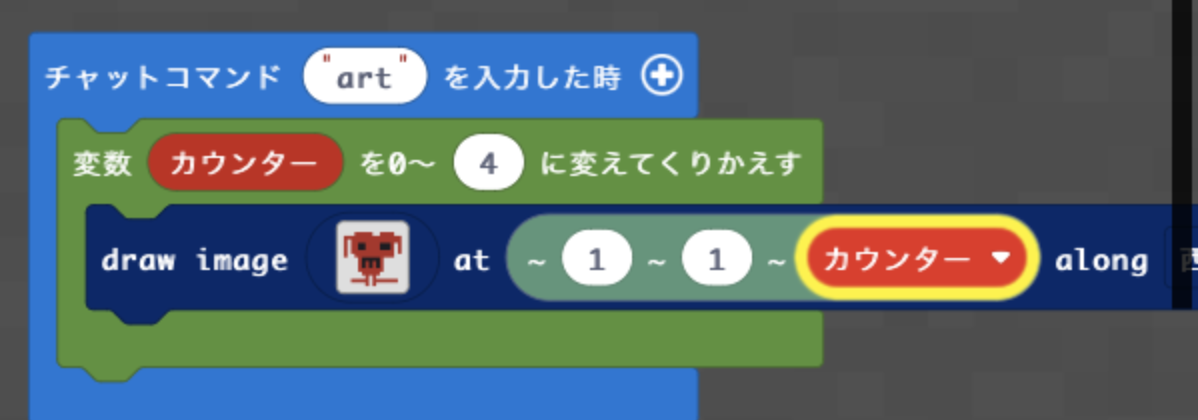 チャットコマンド "art" を入力した時
変数 カウンター を0～ 4 に変えてくりかえす
draw image at ~ 1 ~ 1 ~ カウンター along